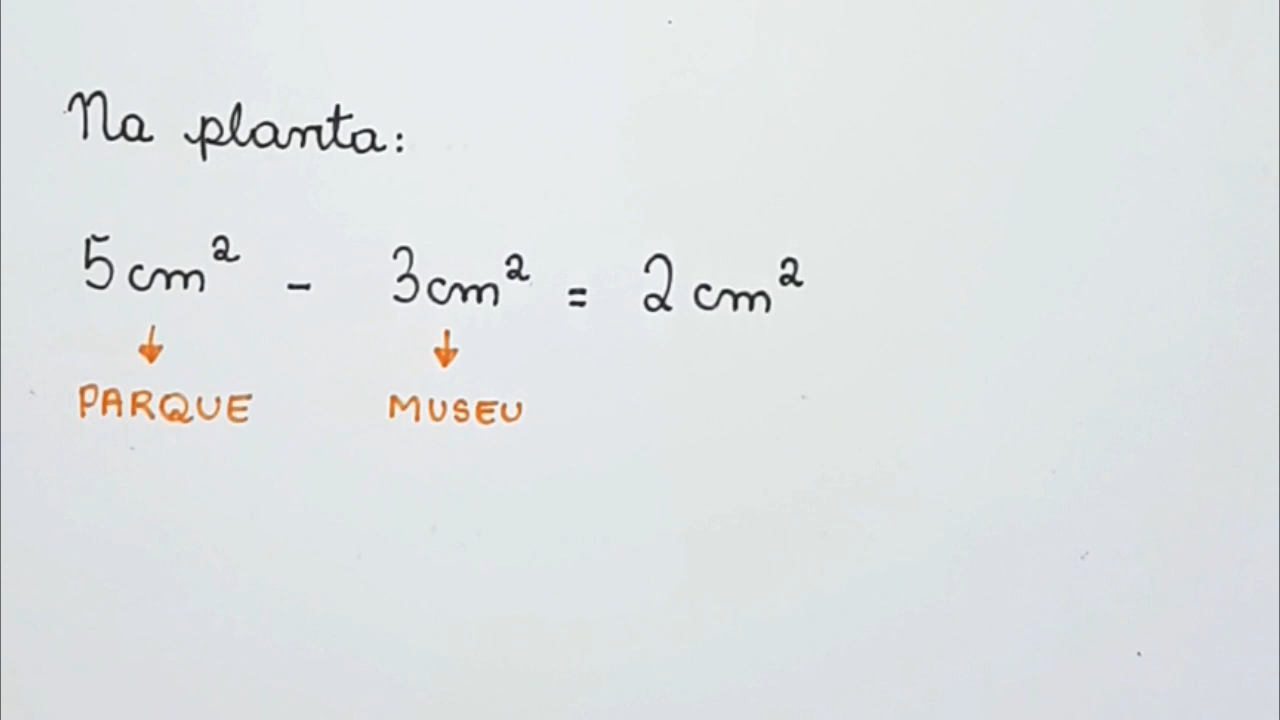 Na planta:
5cm² - 3cm² = 2cm²
PARQUE MUSEU